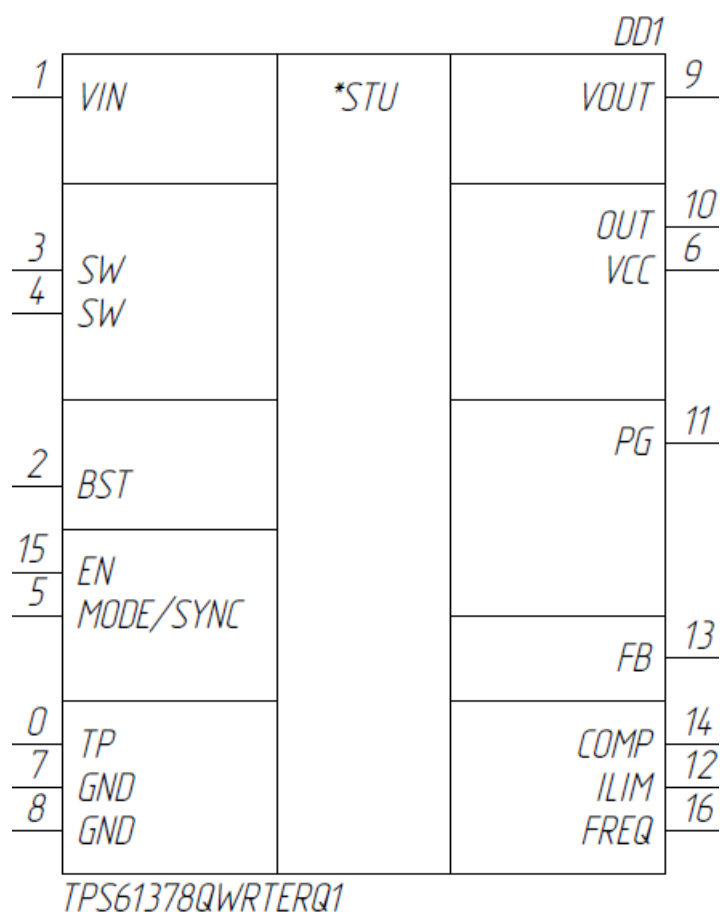 DD1
1 VIN *STU VOUT 9
OUT 10
3 SW VCC 6
4 SW
PG 11
2 BST
15 EN
5 MODE/SYNC
FB 13
0 TP COMP 14
7 GND ILIM 12
8 GND FREQ 16
TPS61378QWRTERQ1